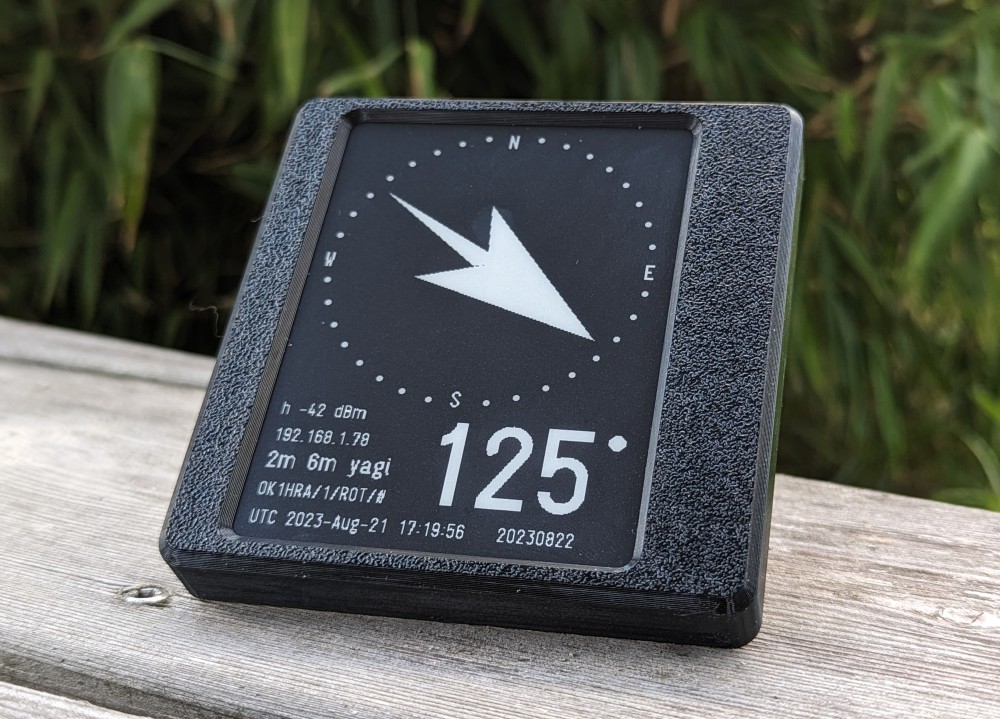 N
W
E
S
h -42 dBm
192.168.1.78
2m 6m yagi
OK1HRA/1/ROT/#
125°
UTC 2023-Aug-21 17:19:56 20230822